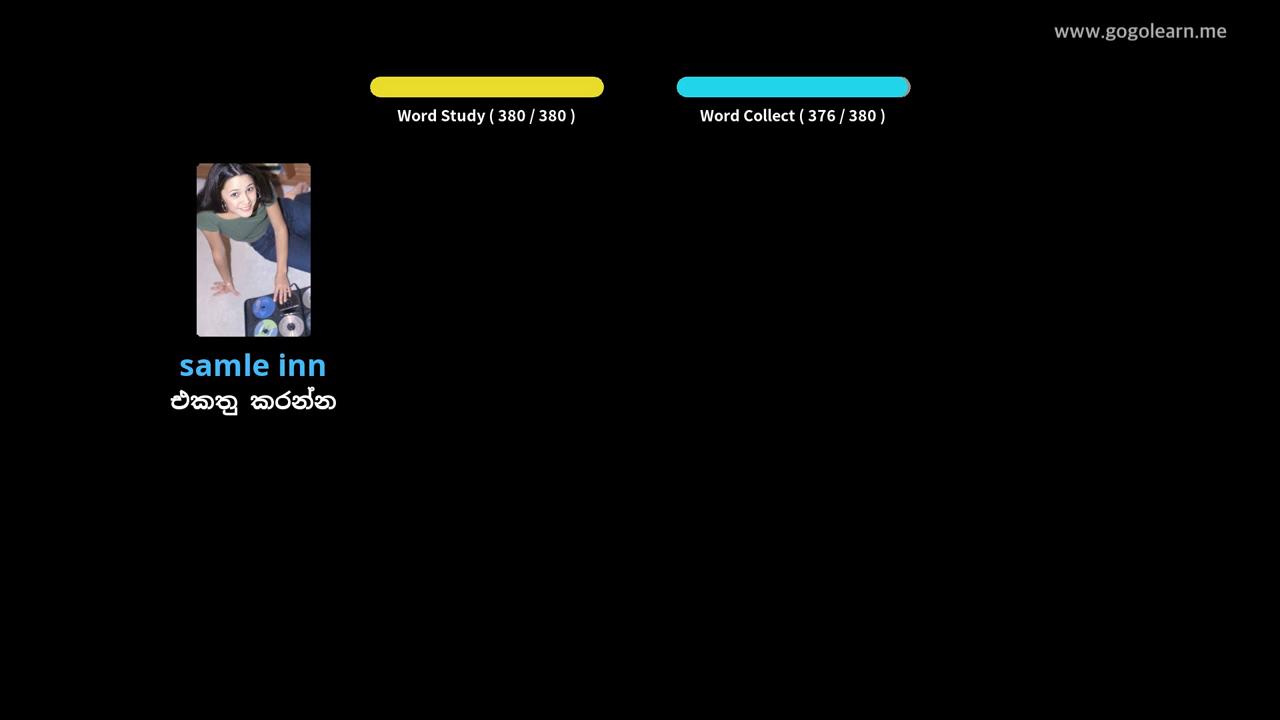 www.gogolearn.me
Word Study ( 380 / 380 )
Word Collect ( 376 / 380 )
samle inn
එකතු කරන්න